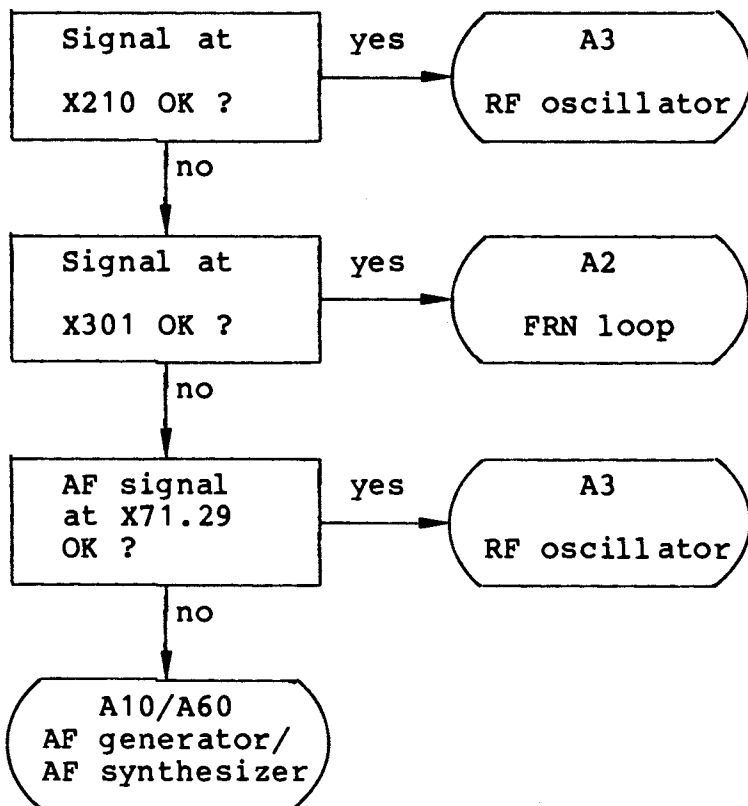 Signal at
X210 OK ?
yes
A3
RF oscillator
no
Signal at
X301 OK ?
yes
A2
FRN loop
no
AF signal
at X71.29
OK ?
yes
A3
RF oscillator
no
A10/A60
AF generator/
AF synthesizer